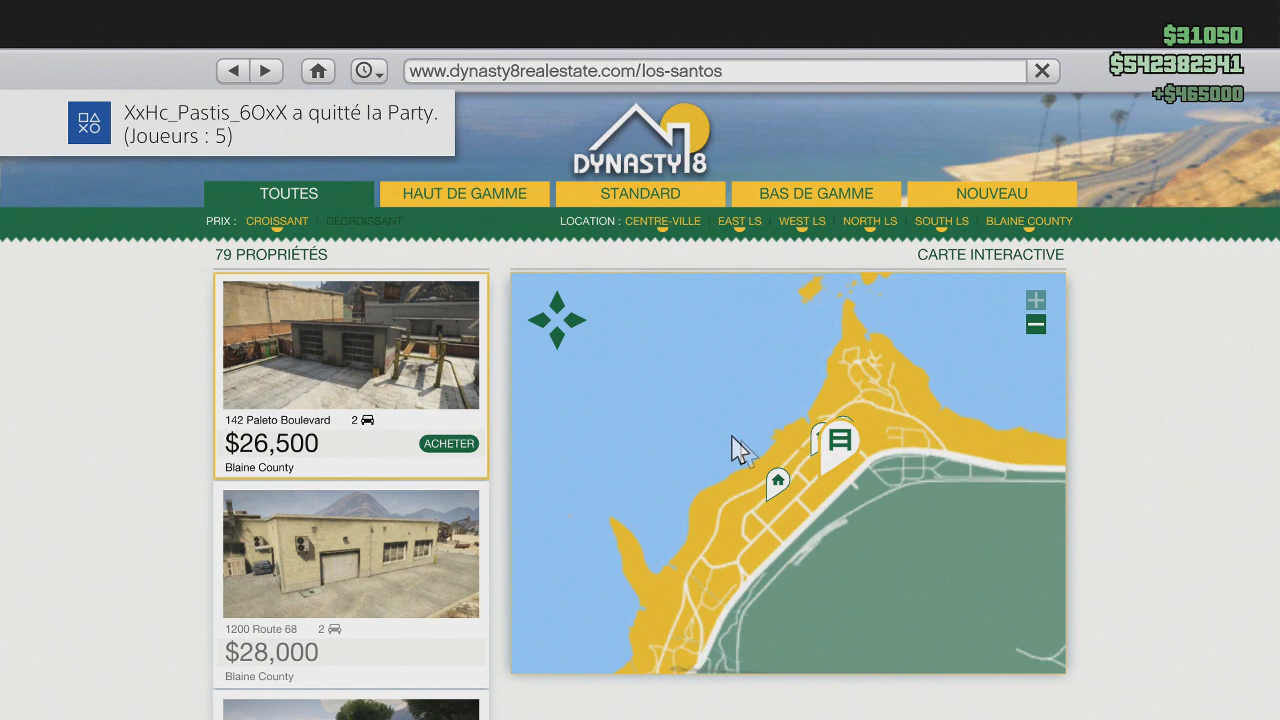 $31050
www.dynasty8realestate.com/los-santos
$542382341
+$465000
XxHc_Pastis_6OxX a quitté la Party.
(Joueurs : 5)
DYNASTY 8
TOUTES
HAUT DE GAMME
STANDARD
BAS DE GAMME
NOUVEAU
PRIX : CROISSANT | DÉCROISSANT
LOCATION : CENTRE-VILLE | EAST LS | WEST LS | NORTH LS | SOUTH LS | BLAINE COUNTY
79 PROPRIÉTÉS
CARTE INTERACTIVE
142 Paleto Boulevard 2
$26,500
ACHETER
Blaine County
1200 Route 68 2
$28,000
Blaine County